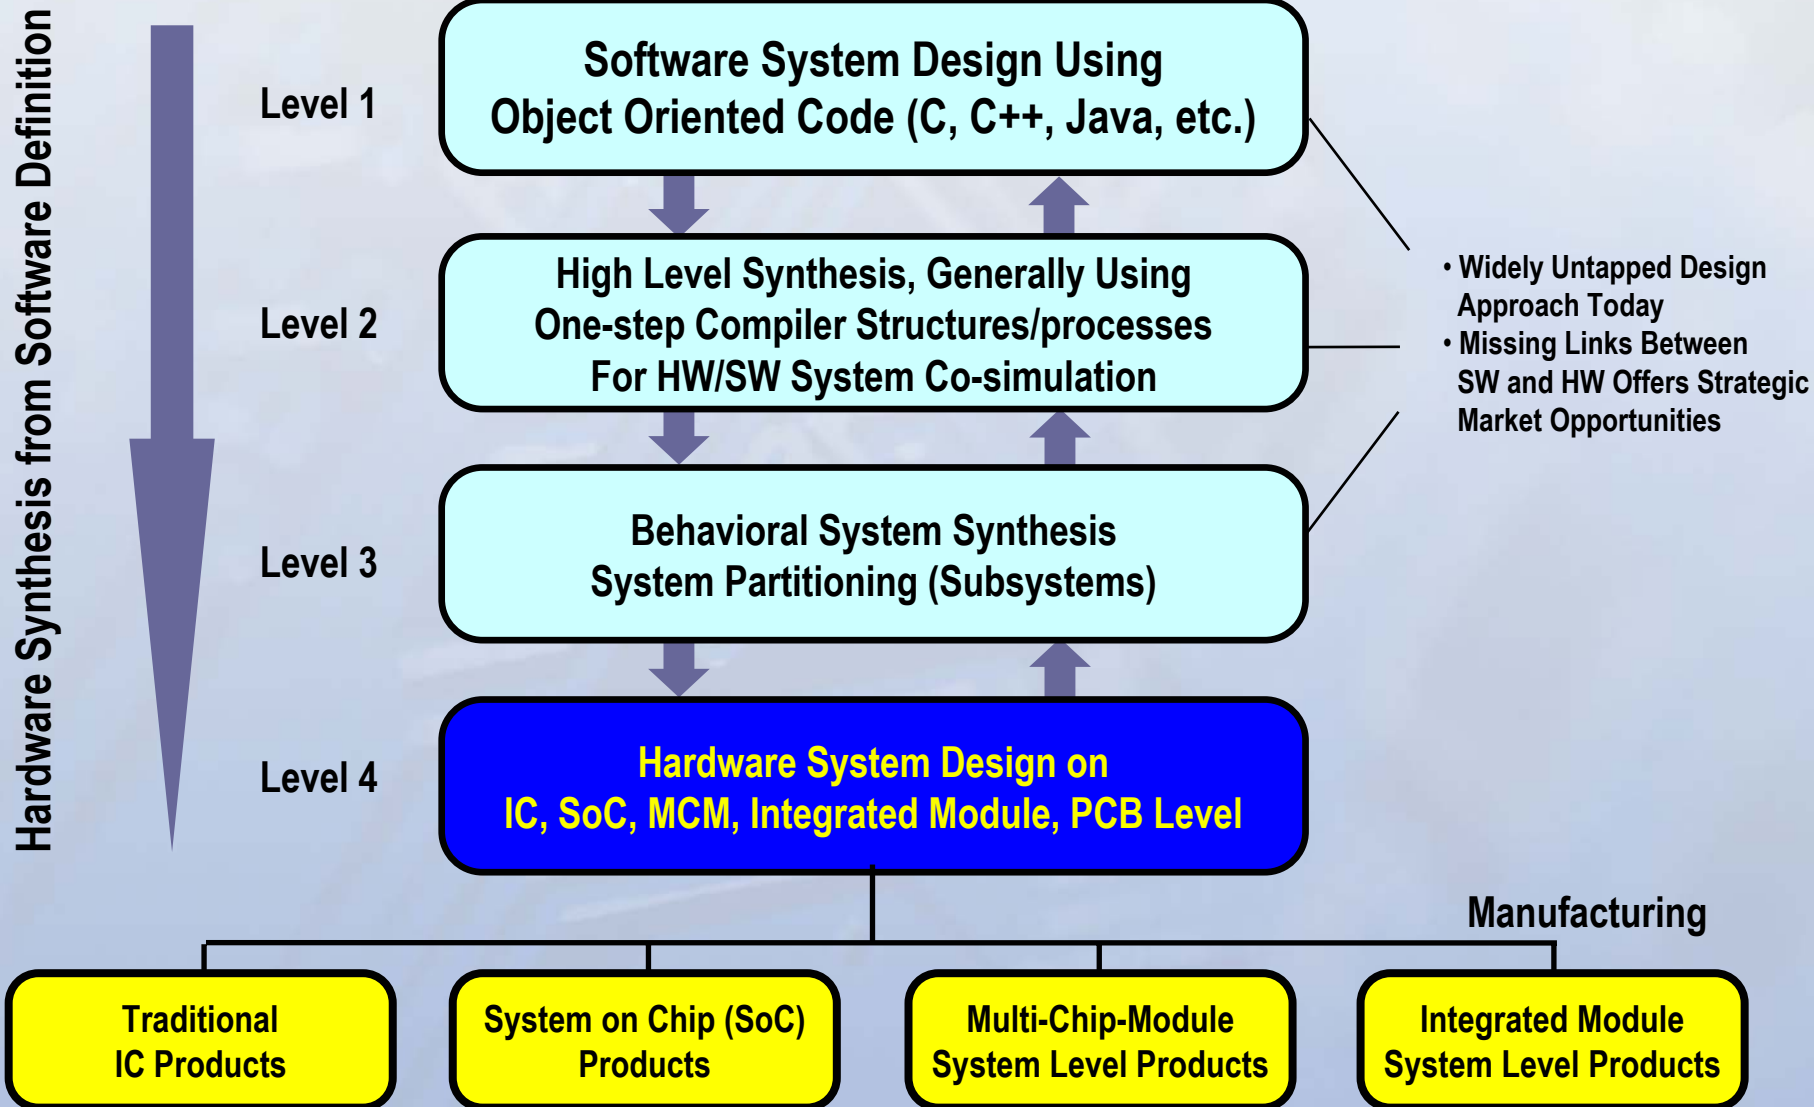 Hardware Synthesis from Software Definition
Level 1
Software System Design Using
Object Oriented Code (C, C++, Java, etc.)
Level 2
High Level Synthesis, Generally Using
One-step Compiler Structures/processes
For HW/SW System Co-simulation
• Widely Untapped Design
Approach Today
• Missing Links Between
SW and HW Offers Strategic
Market Opportunities
Level 3
Behavioral System Synthesis
System Partitioning (Subsystems)
Level 4
Hardware System Design on
IC, SoC, MCM, Integrated Module, PCB Level
Manufacturing
Traditional
IC Products
System on Chip (SoC)
Products
Multi-Chip-Module
System Level Products
Integrated Module
System Level Products